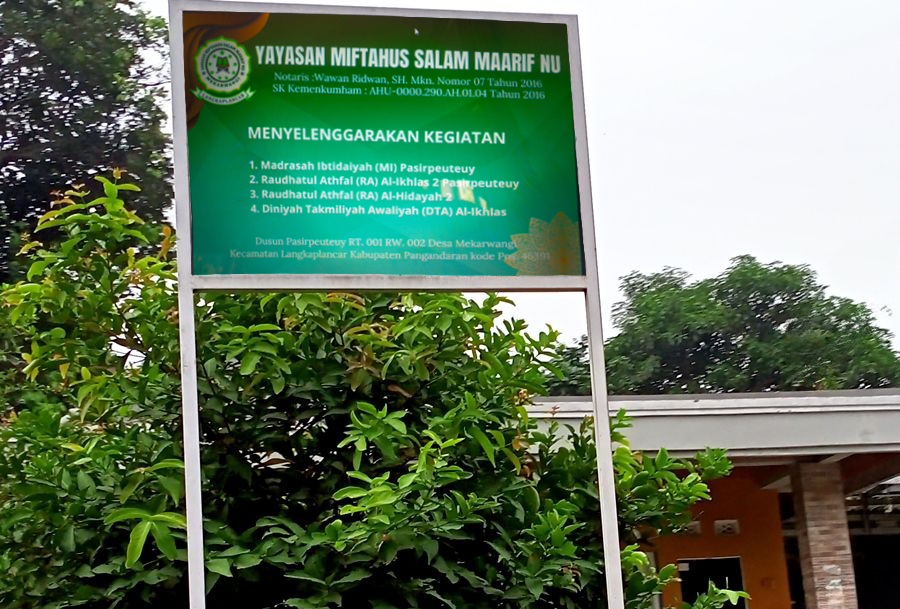 YAYASAN MIFTAHUS SALAM MAARIF NU
Notaris :Wawan Ridwan, SH, Mkn. Nomor 07 Tahun 2016
SK Kemenkumham : AHU-0000.290.AH.01.04 Tahun 2016
LANGKAPLANCAR
MENYELENGGARAKAN KEGIATAN
1. Madrasah Ibtidaiyah (MI) Pasirpeuteuy
2. Raudhatul Athfal (RA) Al-Ikhlas 2 Pasirpeuteuy
3. Raudhatul Athfal (RA) Al-Hidayah 2
4. Diniyah Takmiliyah Awaliyah (DTA) Al-Ikhlas
Dusun Pasirpeuteuy RT. 001 RW. 002 Desa Mekarwangi
Kecamatan Langkaplancar Kabupaten Pangandaran kode Pos. 46391